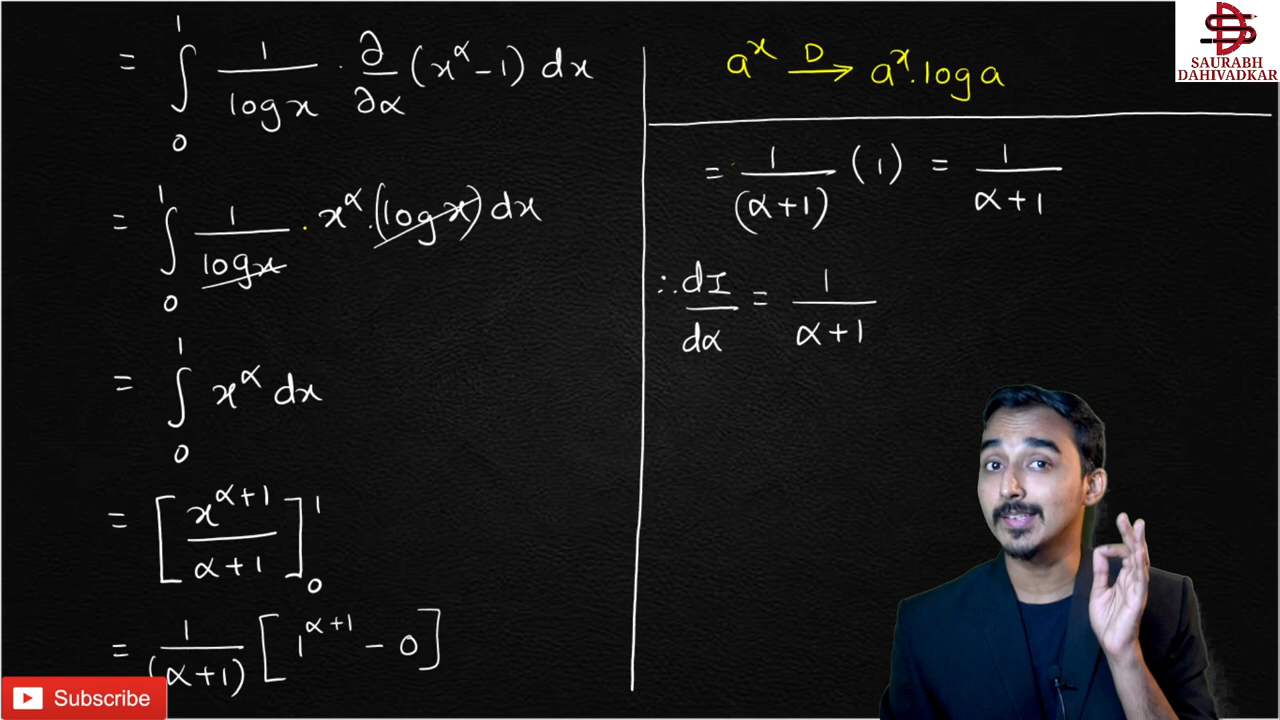 = ∫₀¹ 1/log x · ∂/∂α (x^α − 1) dx
= ∫₀¹ 1/log x · x^α · (log x) dx
= ∫₀¹ x^α dx
= [x^(α+1)/(α+1)]₀¹
= 1/(α+1) [1^(α+1) − 0]
a^x —D→ a^x · log a
= 1/(α+1) (1) = 1/(α+1)
∴ dI/dα = 1/(α+1)
SAURABH
DAHIVADKAR
Subscribe